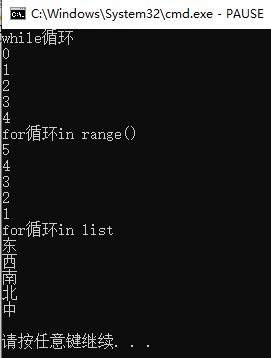 C:\Windows\System32\cmd.exe - PAUSE
while循环
0
1
2
3
4
for循环in range()
5
4
3
2
1
for循环in list
东
西
南
北
中
请按任意键继续. . .